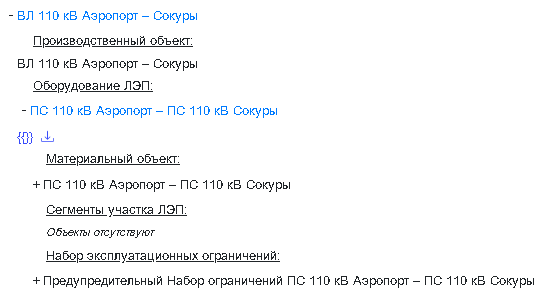 - ВЛ 110 кВ Аэропорт – Сокуры
Производственный объект:
ВЛ 110 кВ Аэропорт – Сокуры
Оборудование ЛЭП:
- ПС 110 кВ Аэропорт – ПС 110 кВ Сокуры
{{}}
Материальный объект:
+ ПС 110 кВ Аэропорт – ПС 110 кВ Сокуры
Сегменты участка ЛЭП:
Объекты отсутствуют
Набор эксплуатационных ограничений:
+ Предупредительный Набор ограничений ПС 110 кВ Аэропорт – ПС 110 кВ Сокуры